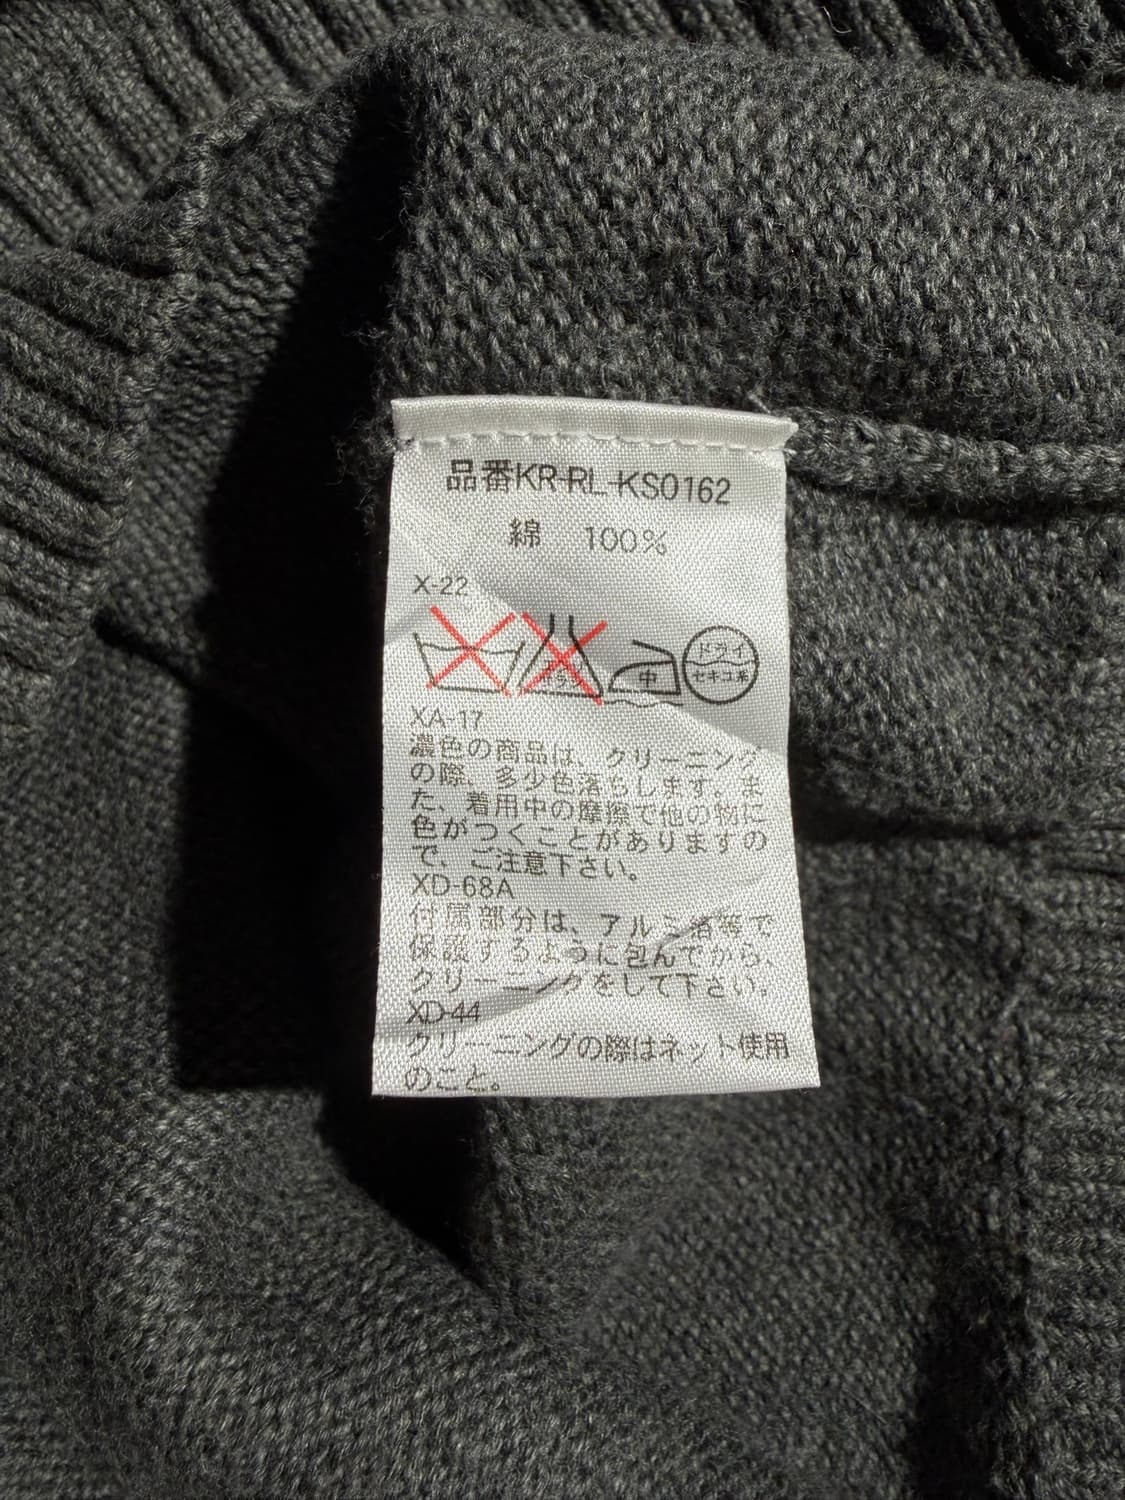 品番KR-RL-KS0162
綿 100%
X-22
中 ドライ
セキユ系
XA-17
濃色の商品は、クリーニング
の際、多少色落ちします。ま
た、着用中の摩擦で他の物に
色がつくことがありますの
で、ご注意下さい。
XD-68A
付属部分は、アルミ箔等で
保護するように包んでから、
クリーニングをして下さい。
XD-44
クリーニングの際はネット使用
のこと。